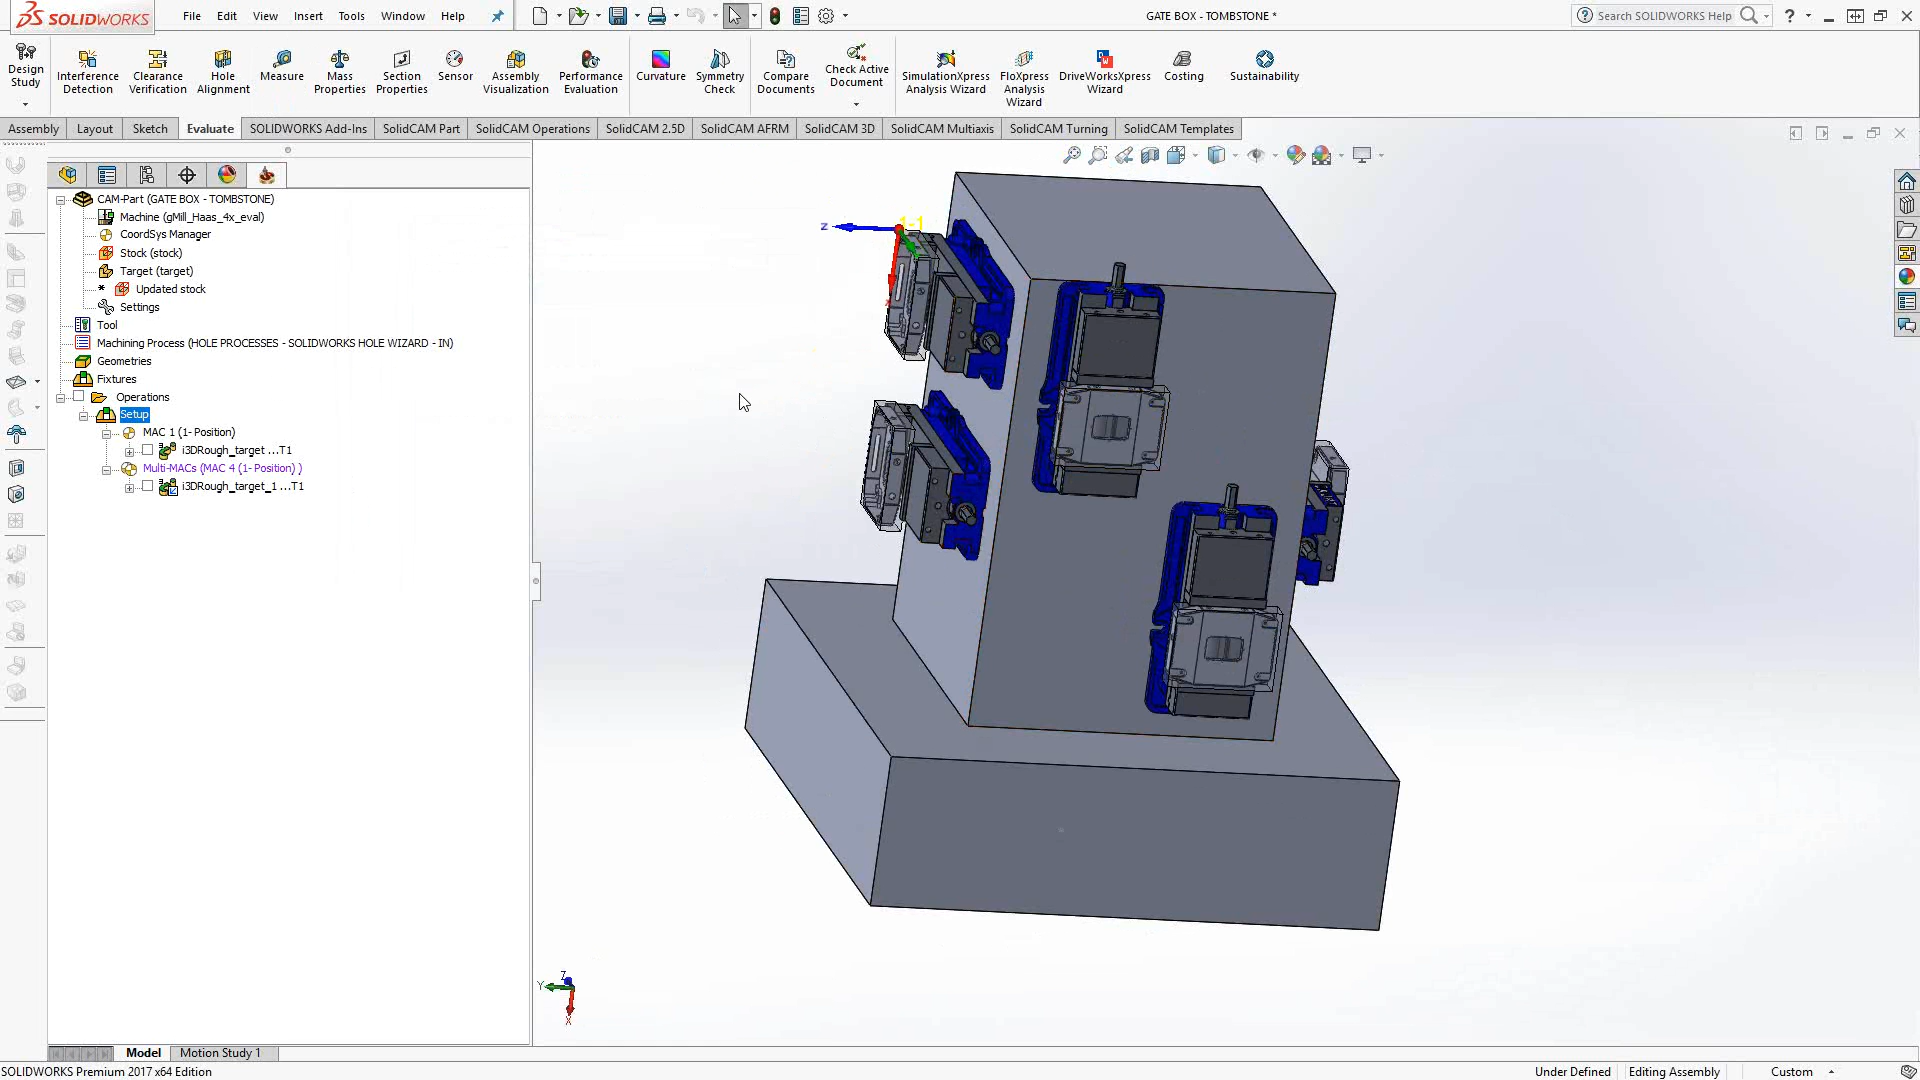 SOLIDWORKS
File Edit View Insert Tools Window Help
GATE BOX - TOMBSTONE *
Search SOLIDWORKS Help
?
Design Study
Interference Detection
Clearance Verification
Hole Alignment
Measure
Mass Properties
Section Properties
Sensor
Assembly Visualization
Performance Evaluation
Curvature
Symmetry Check
Compare Documents
Check Active Document
SimulationXpress Analysis Wizard
FloXpress Analysis Wizard
DriveWorksXpress Wizard
Costing
Sustainability
Assembly Layout Sketch Evaluate SOLIDWORKS Add-Ins SolidCAM Part SolidCAM Operations SolidCAM 2.5D SolidCAM AFRM SolidCAM 3D SolidCAM Multiaxis SolidCAM Turning SolidCAM Templates
CAM-Part (GATE BOX - TOMBSTONE)
Machine (gMill_Haas_4x_eval)
CoordSys Manager
Stock (stock)
Target (target)
* Updated stock
Settings
Tool
Machining Process (HOLE PROCESSES - SOLIDWORKS HOLE WIZARD - IN)
Geometries
Fixtures
Operations
Setup
MAC 1 (1- Position)
i3DRough_target ...T1
Multi-MACs (MAC 4 (1- Position) )
i3DRough_target_1 ...T1
Z
1-1
Z
Y
X
Model Motion Study 1
SOLIDWORKS Premium 2017 x64 Edition
Under Defined
Editing Assembly
Custom